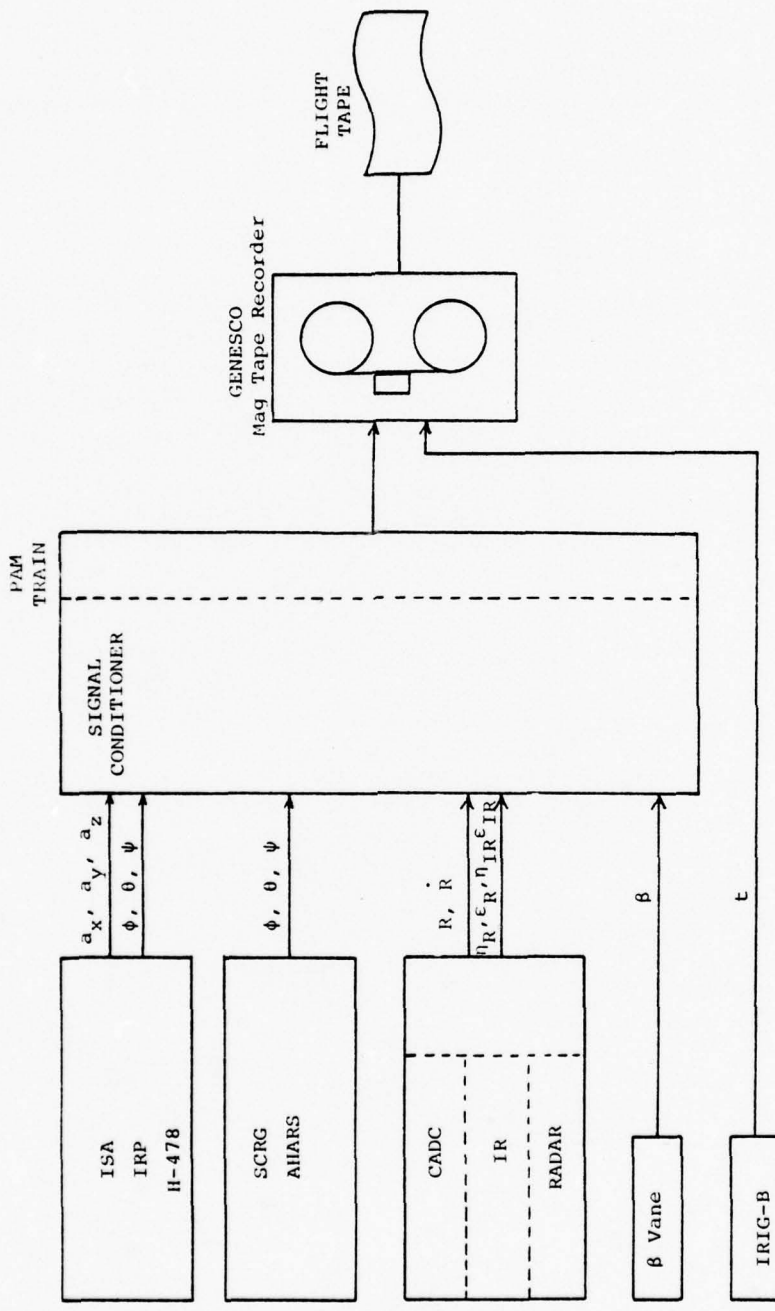 ISA
IRP
H-478
SCRG
AHARS
CADC
IR
RADAR
β Vane
IRIG-B
a_x, a_y, a_z
φ, θ, ψ
φ, θ, ψ
R, Ṙ
η_R, ε_R, η_IR ε_IR
β
t
PAM
TRAIN
SIGNAL
CONDITIONER
GENESCO
Mag Tape Recorder
FLIGHT
TAPE